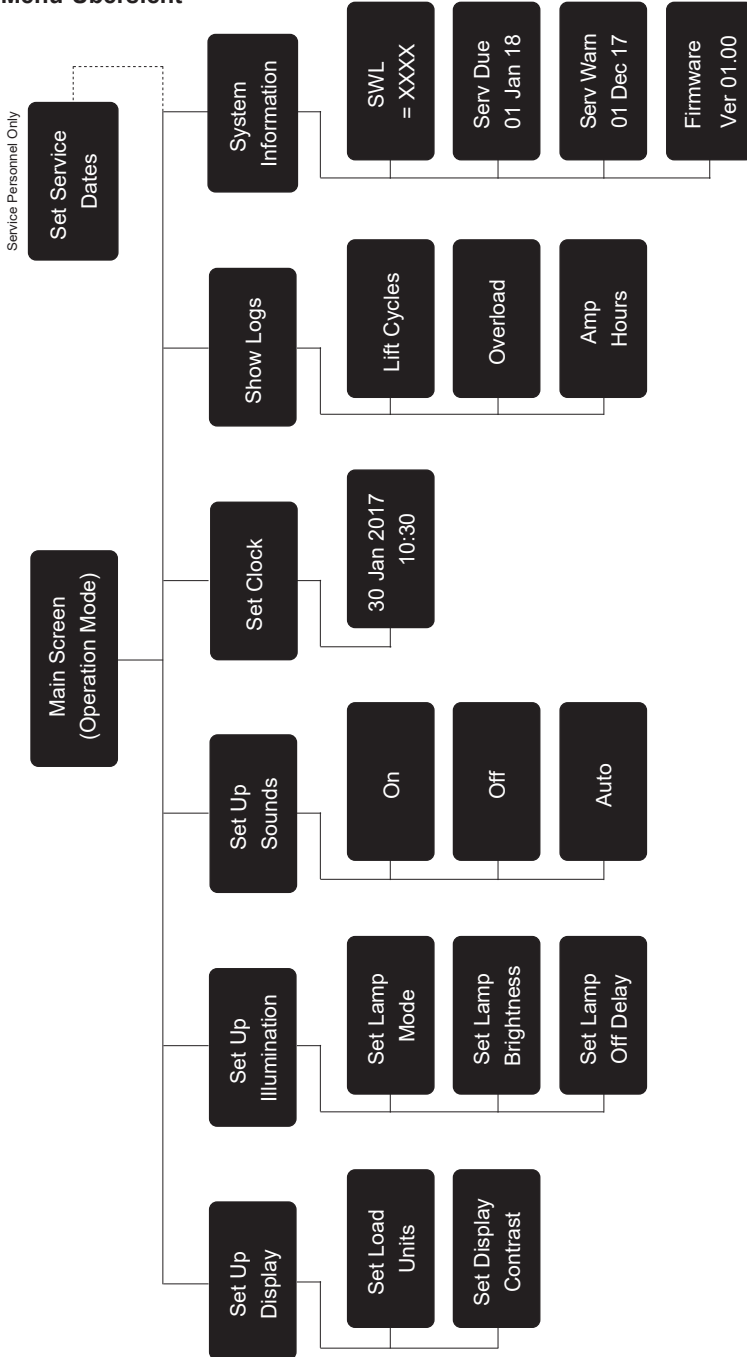 Menü Übersicht
Service Personnel Only
Set Service
Dates
Main Screen
(Operation Mode)
Set Up
Display
Set Load
Units
Set Display
Contrast
Set Up
Illumination
Set Lamp
Mode
Set Lamp
Brightness
Set Lamp
Off Delay
Set Up
Sounds
On
Off
Auto
Set Clock
30 Jan 2017
10:30
Show Logs
Lift Cycles
Overload
Amp
Hours
System
Information
SWL
= XXXX
Serv Due
01 Jan 18
Serv Warn
01 Dec 17
Firmware
Ver 01.00